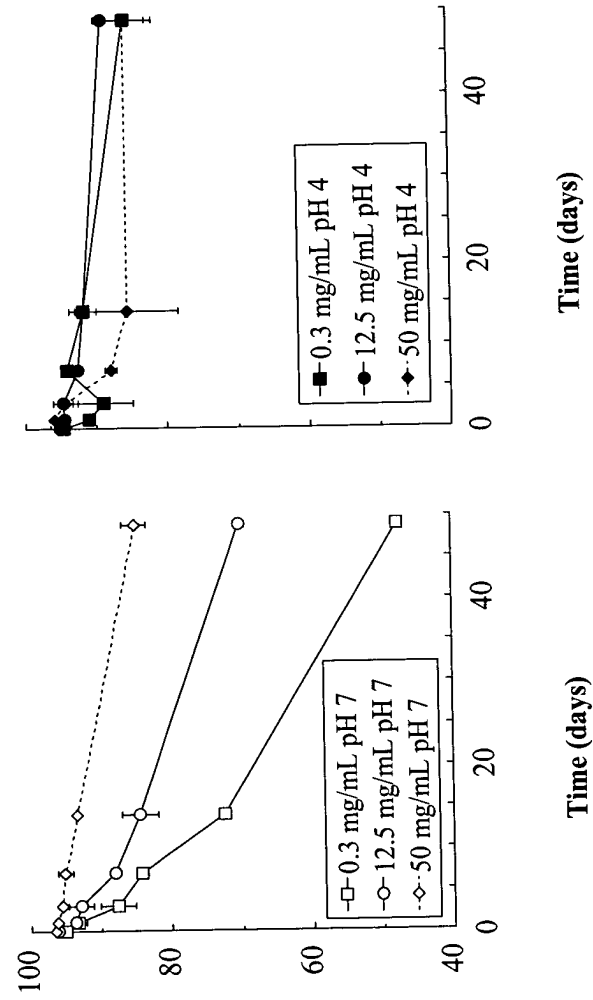 100
80
60
40
0
20
40
Time (days)
0.3 mg/mL pH 7
12.5 mg/mL pH 7
50 mg/mL pH 7
0
20
40
Time (days)
0.3 mg/mL pH 4
12.5 mg/mL pH 4
50 mg/mL pH 4